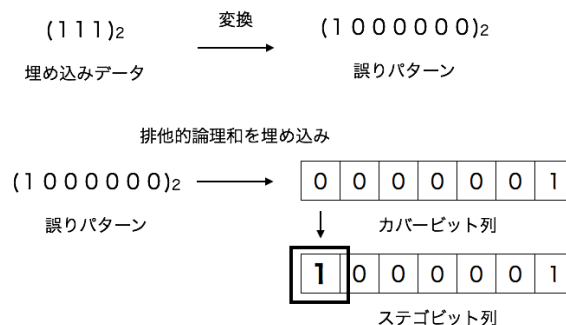 (111)₂ 変換 (1000000)₂
埋め込みデータ 誤りパターン
排他的論理和を埋め込み
(1000000)₂ 0 0 0 0 0 0 1
誤りパターン カバービット列
1 0 0 0 0 0 1
ステゴビット列